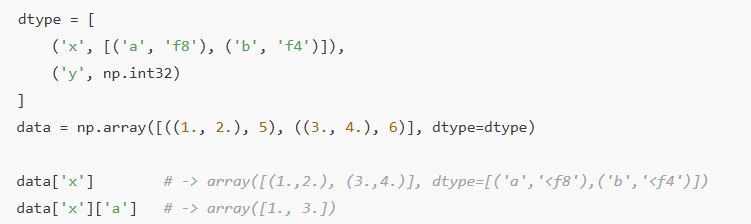 dtype = [
    ('x', [('a', 'f8'), ('b', 'f4')]),
    ('y', np.int32)
]
data = np.array([((1., 2.), 5), ((3., 4.), 6)], dtype=dtype)
data['x']        # -> array([(1.,2.), (3.,4.)], dtype=[('a','<f8'),('b','<f4')])
data['x']['a']   # -> array([1., 3.])